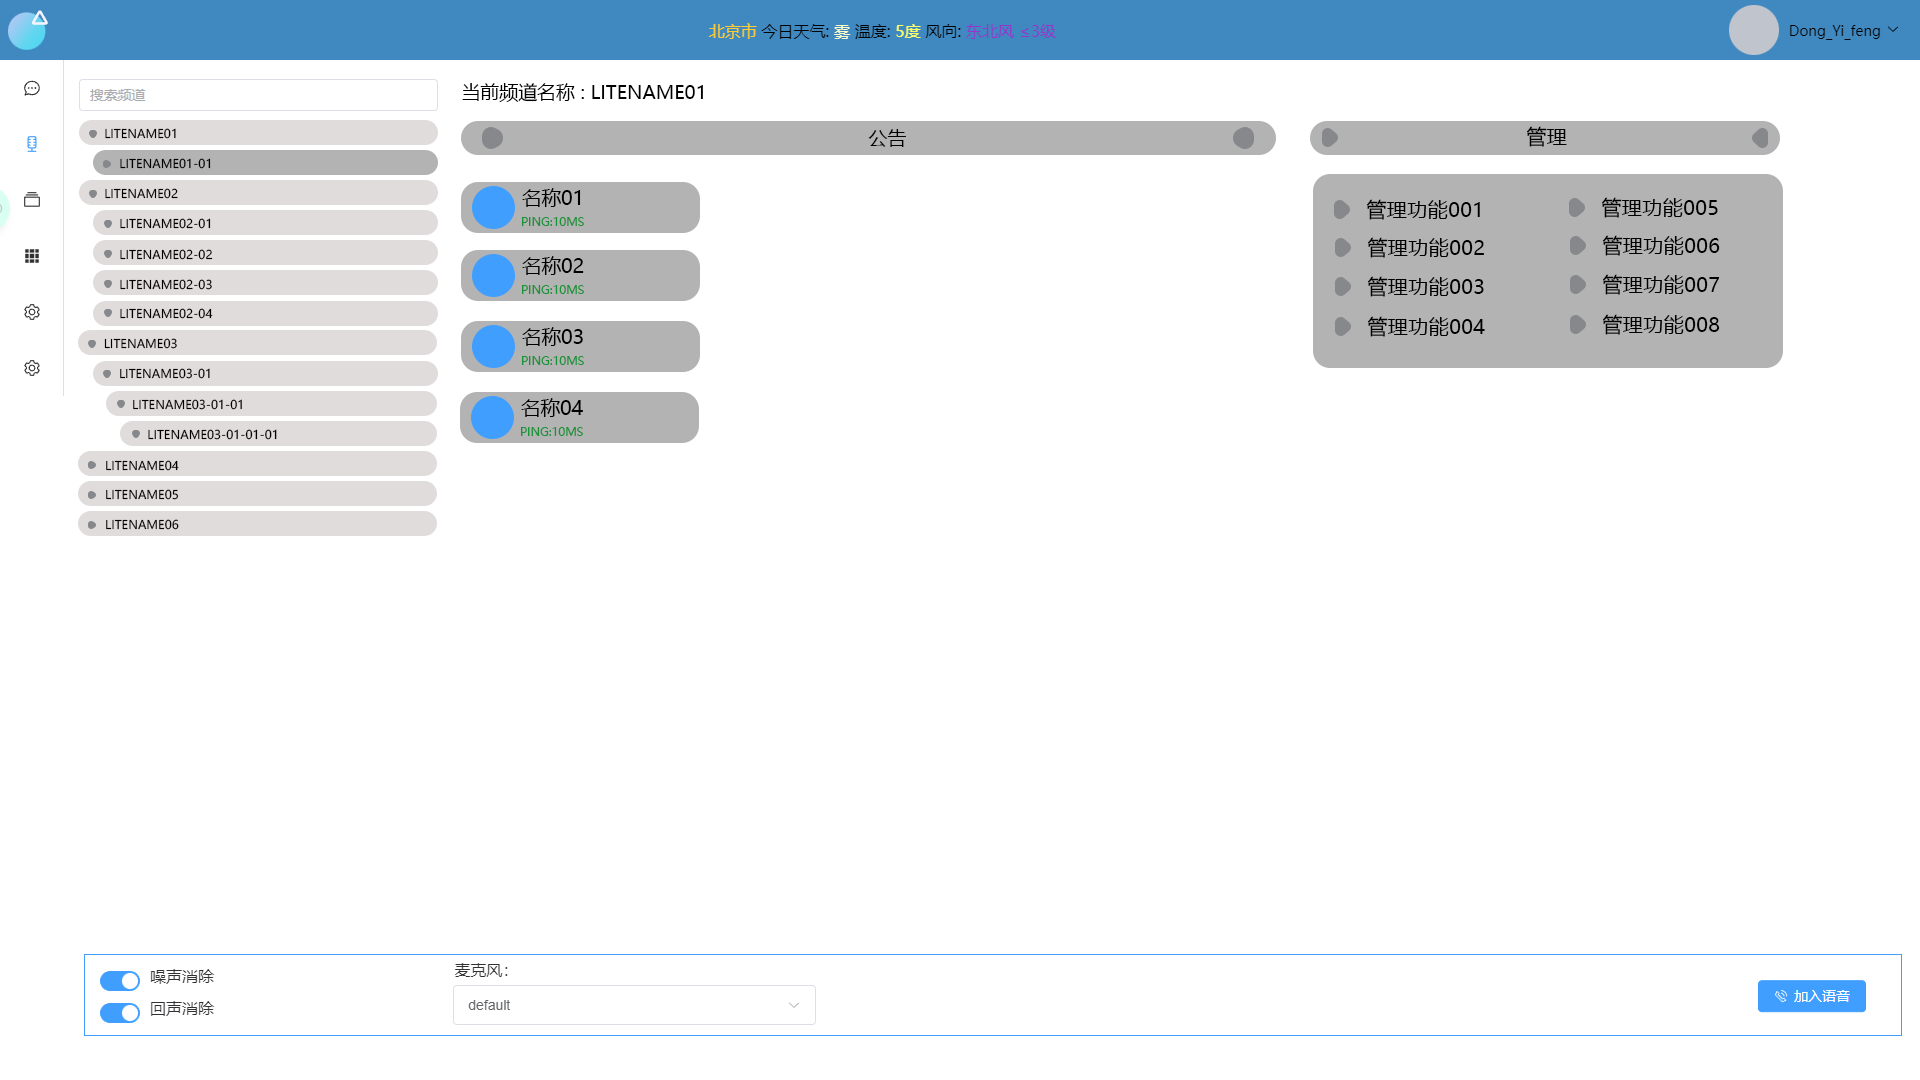 北京市 今日天气: 雾 温度: 5度 风向: 东北风 ≤3级
Dong_Yi_feng
搜索频道
LITENAME01
LITENAME01-01
LITENAME02
LITENAME02-01
LITENAME02-02
LITENAME02-03
LITENAME02-04
LITENAME03
LITENAME03-01
LITENAME03-01-01
LITENAME03-01-01-01
LITENAME04
LITENAME05
LITENAME06
当前频道名称 : LITENAME01
公告
名称01
PING:10MS
名称02
PING:10MS
名称03
PING:10MS
名称04
PING:10MS
管理
管理功能001
管理功能002
管理功能003
管理功能004
管理功能005
管理功能006
管理功能007
管理功能008
噪声消除
回声消除
麦克风：
default
加入语音